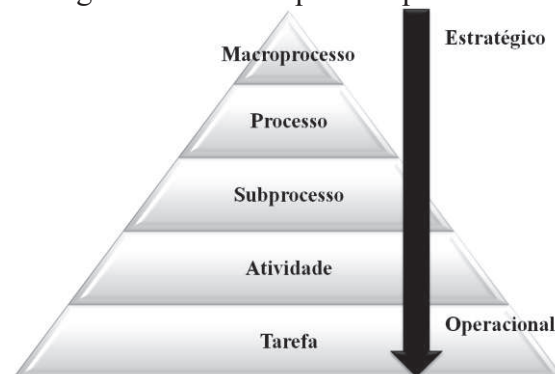 Macroprocesso
Estratégico
Processo
Subprocesso
Atividade
Tarefa
Operacional